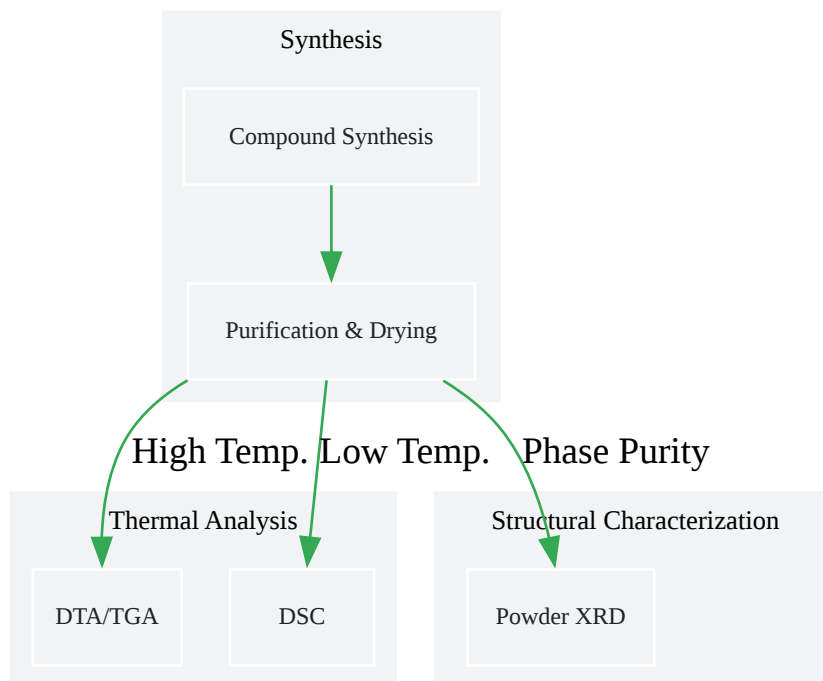 Synthesis
Compound Synthesis
Purification & Drying
High Temp.
Low Temp.
Phase Purity
Thermal Analysis
Structural Characterization
DTA/TGA
DSC
Powder XRD